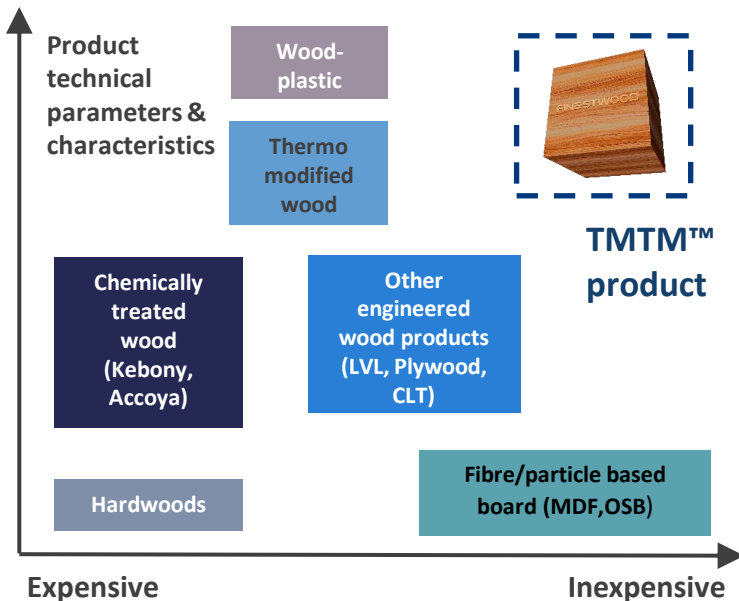 Product
technical
parameters &
characteristics
Wood-
plastic
Thermo
modified
wood
FINESTWOOD
TMTM™
product
Chemically
treated
wood
(Kebony,
Accoya)
Other
engineered
wood products
(LVL, Plywood,
CLT)
Hardwoods
Fibre/particle based
board (MDF,OSB)
Expensive
Inexpensive